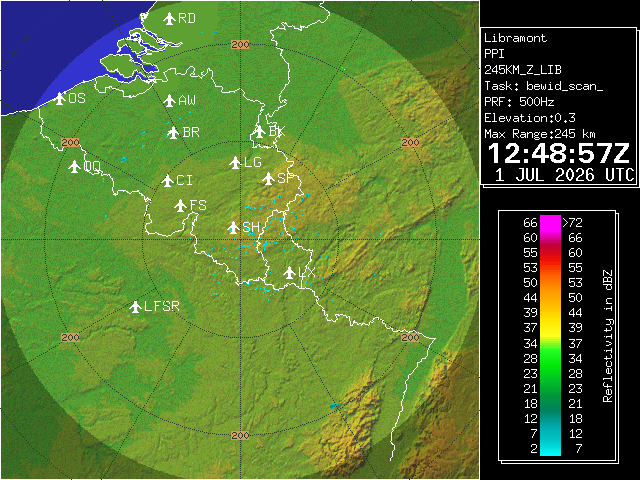 RD
200
OS
AW
BR
BK
200
200
LG
CI
SP
FS
SH
LX
LFSR
200
200
200
Libramont
PPI
245KM_Z_LIB
Task: bewid_scan_
PRF: 500Hz
Elevation:0.3
Max Range:245 km
12:48:57Z
1 JUL 2026 UTC
66 >72
60 66
55 60
53 55
50 53
44 50
39 44
37 39
34 37
28 34
23 28
21 23
18 21
12 18
7 12
2 7
Reflectivity in dBZ